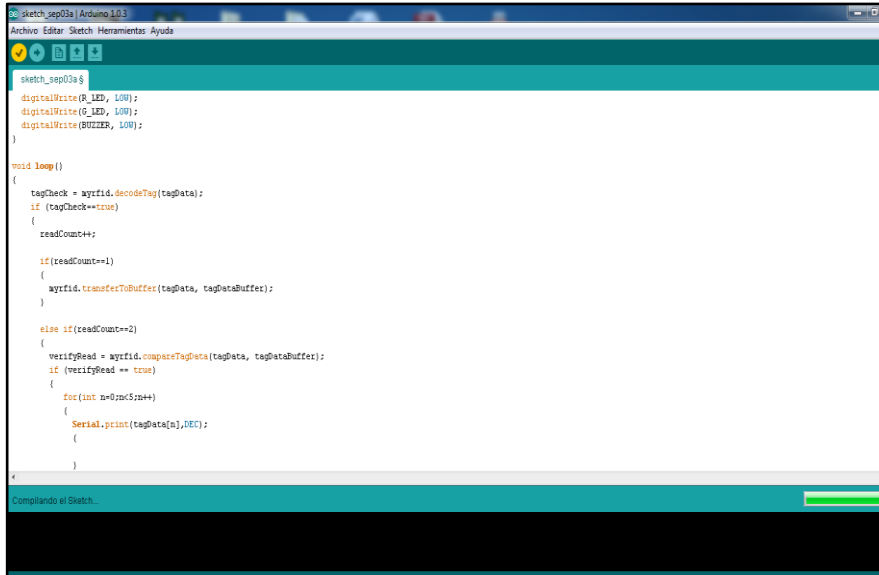 sketch_sep03a | Arduino 1.0.3
Archivo Editar Sketch Herramientas Ayuda
sketch_sep03a §
digitalWrite(R_LED, LOW);
digitalWrite(G_LED, LOW);
digitalWrite(BUZZER, LOW);
}
void loop()
{
tagCheck = myrfid.decodeTag(tagData);
if (tagCheck==true)
{
readCount++;
if(readCount==1)
{
myrfid.transferToBuffer(tagData, tagDataBuffer);
}
else if(readCount==2)
{
verifyRead = myrfid.compareTagData(tagData, tagDataBuffer);
if (verifyRead == true)
{
for(int n=0;n<5;n++)
{
Serial.print(tagData[n],DEC);
{
}
Compilando el Sketch...